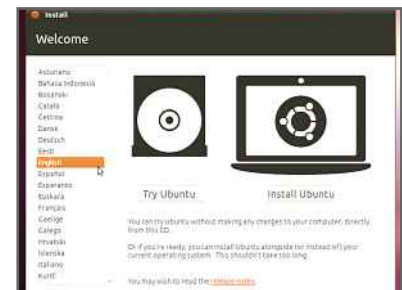 Install
Welcome
Asturianu
Bahasa Indonesia
Bosanski
Català
Čeština
Dansk
Deutsch
Eesti
English
Español
Esperanto
Euskara
Français
Gaeilge
Galego
Hrvatski
Íslenska
Italiano
Kurdî
Try Ubuntu
Install Ubuntu
You can try Ubuntu without making any changes to your computer, directly
from this CD.
Or if you're ready, you can install Ubuntu alongside (or instead of) your
current operating system. This shouldn't take too long.
You may wish to read the release notes.